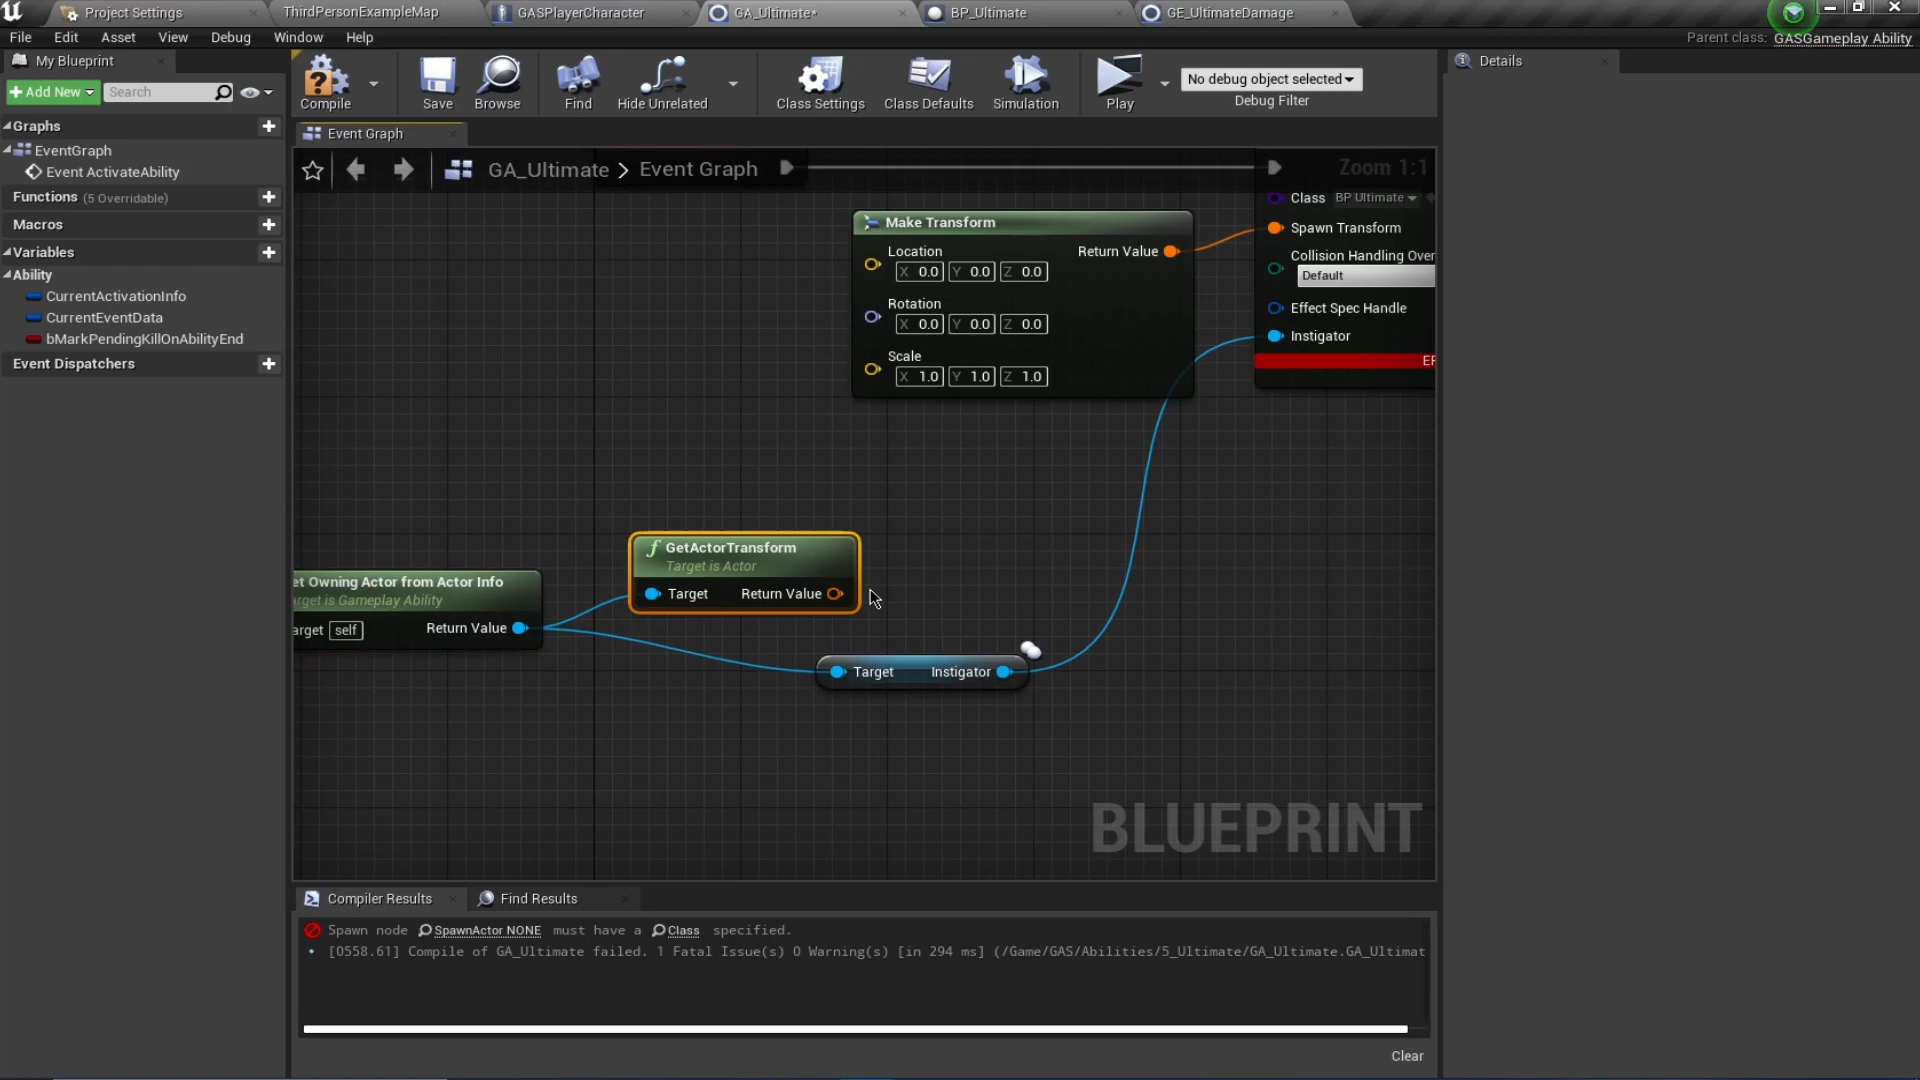 Project Settings
ThirdPersonExampleMap
GASPlayerCharacter
GA_Ultimate*
BP_Ultimate
GE_UltimateDamage
File Edit Asset View Debug Window Help
Parent class: GASGameplay Ability
My Blueprint
Add New
Search
Graphs
EventGraph
Event ActivateAbility
Functions (5 Overridable)
Macros
Variables
Ability
CurrentActivationInfo
CurrentEventData
bMarkPendingKillOnAbilityEnd
Event Dispatchers
Compile
Save
Browse
Find
Hide Unrelated
Class Settings
Class Defaults
Simulation
Play
No debug object selected
Debug Filter
Details
Event Graph
GA_Ultimate > Event Graph
Zoom 1:1
Make Transform
Location
X 0.0 Y 0.0 Z 0.0
Return Value
Rotation
X 0.0 Y 0.0 Z 0.0
Scale
X 1.0 Y 1.0 Z 1.0
Class BP Ultimate
Spawn Transform
Collision Handling Over
Default
Effect Spec Handle
Instigator
ER
GetActorTransform
Target is Actor
Target Return Value
et Owning Actor from Actor Info
arget is Gameplay Ability
arget self Return Value
Target Instigator
BLUEPRINT
Compiler Results
Find Results
Spawn node SpawnActor NONE must have a Class specified.
[0558.61] Compile of GA_Ultimate failed. 1 Fatal Issue(s) 0 Warning(s) [in 294 ms] (/Game/GAS/Abilities/5_Ultimate/GA_Ultimate.GA_Ultimat
Clear